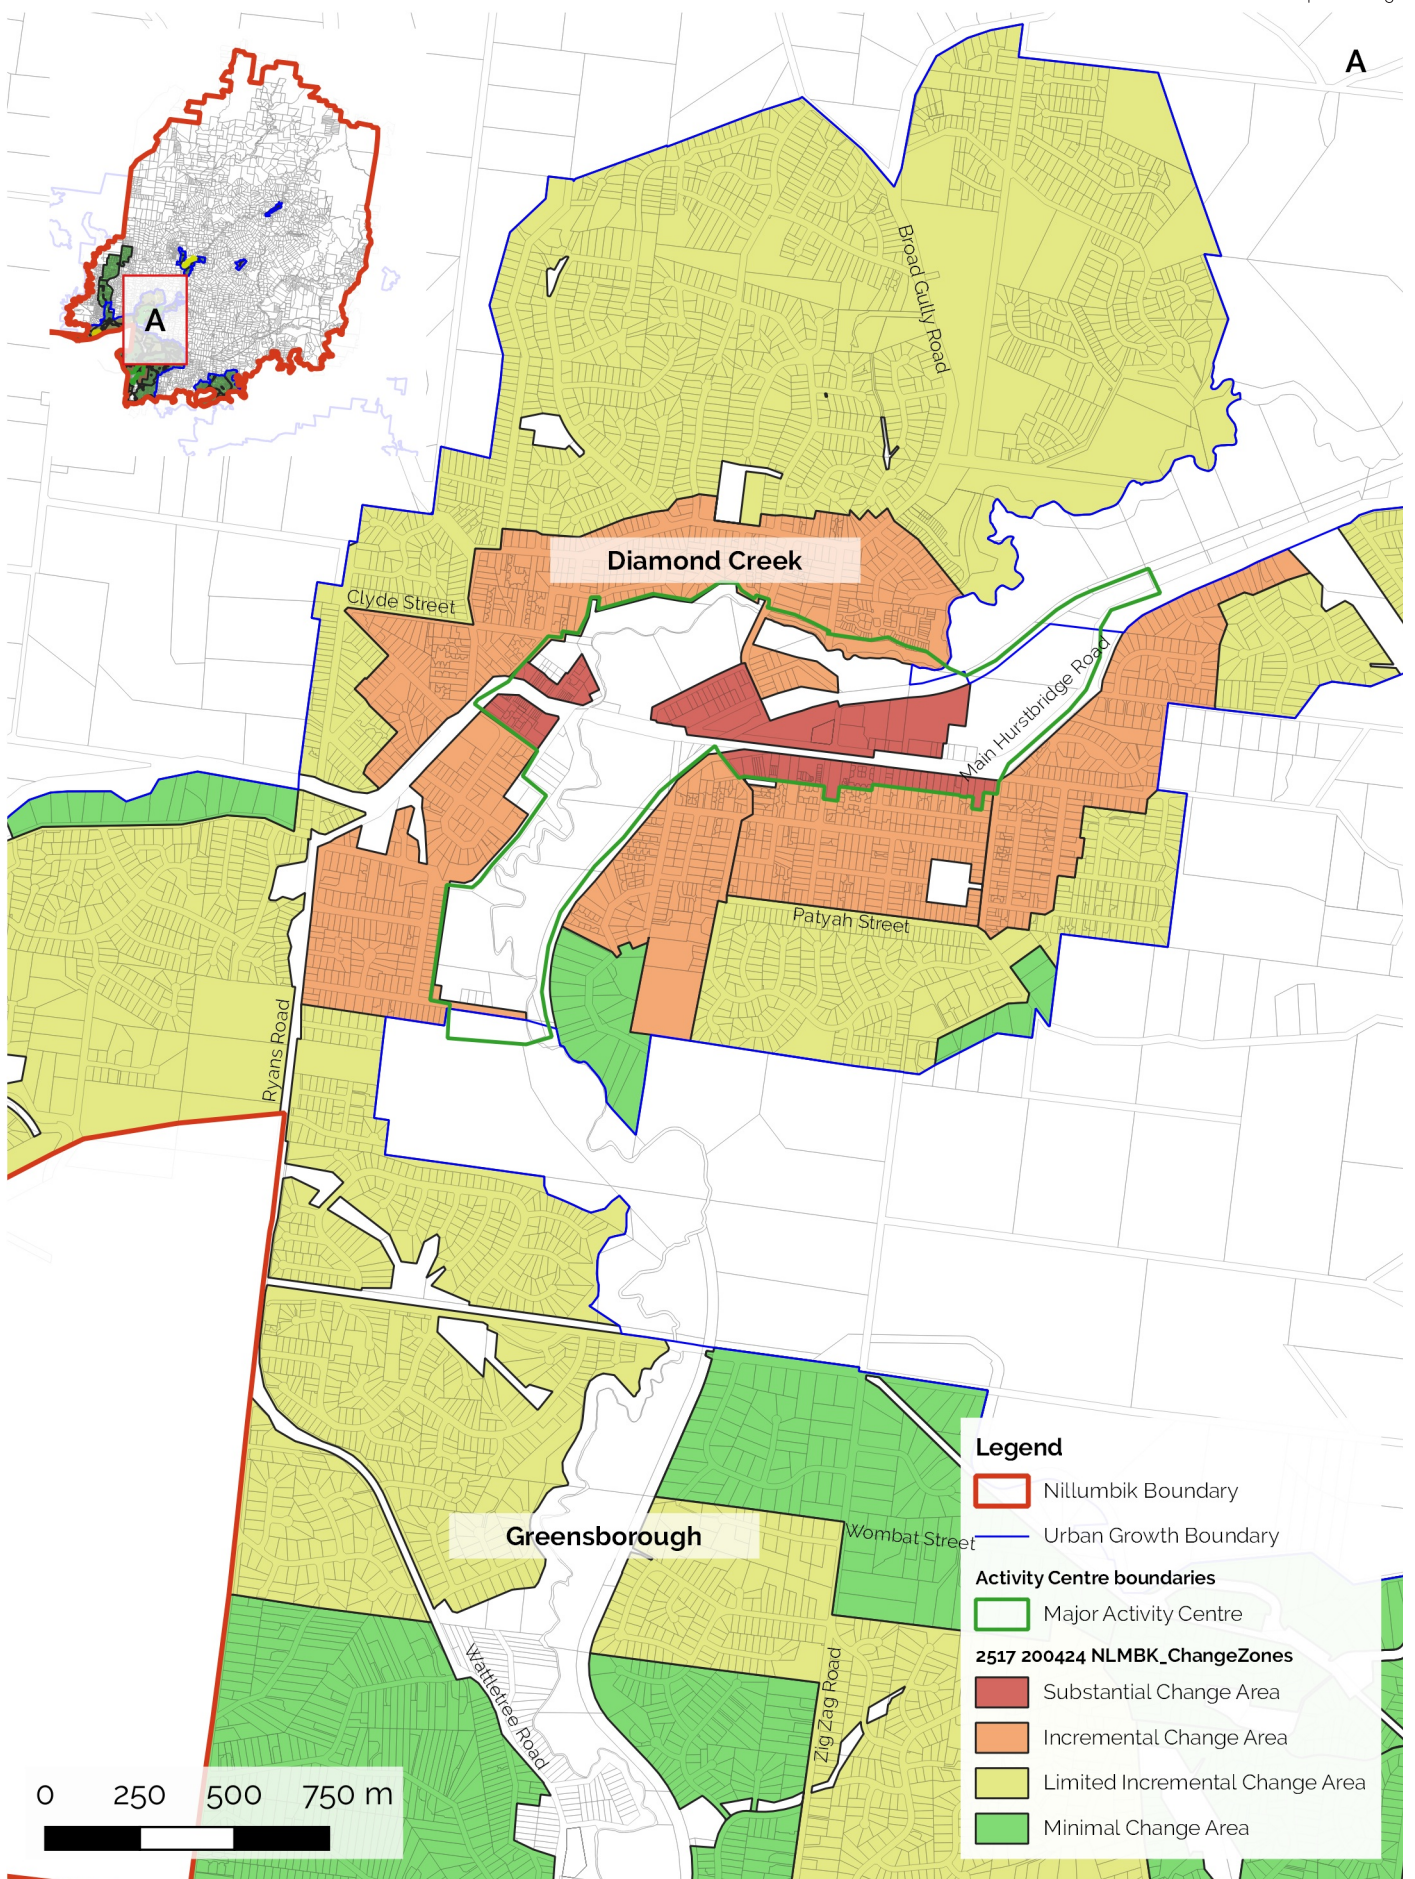 A
A
Broad Gully Road
Diamond Creek
Clyde Street
Main Hurstbridge Road
Patyah Street
Ryans Road
Greensborough
Wombat Street
Wattletree Road
Zig Zag Road
Legend
Nillumbik Boundary
Urban Growth Boundary
Activity Centre boundaries
Major Activity Centre
2517 200424 NLMBK_ChangeZones
Substantial Change Area
Incremental Change Area
Limited Incremental Change Area
Minimal Change Area
0 250 500 750 m